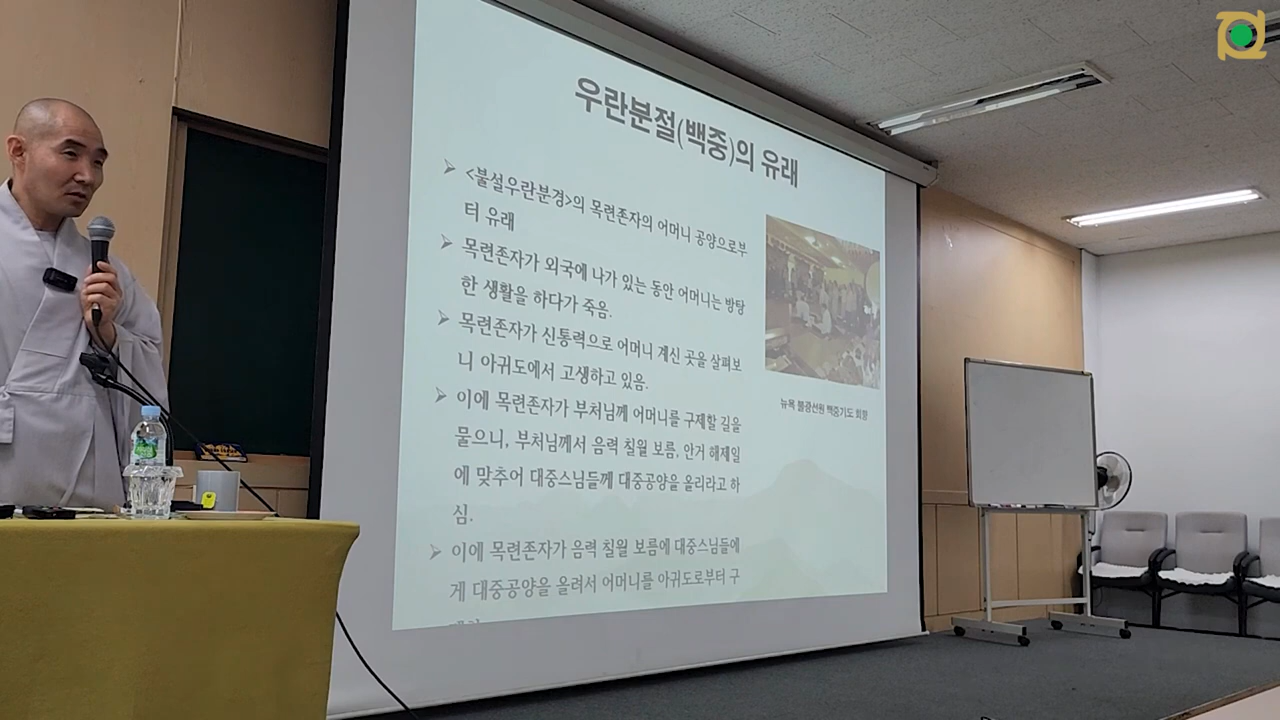 우란분절(백중)의 유래
➢ <불설우란분경>의 목련존자의 어머니 공양으로부
터 유래
➢ 목련존자가 외국에 나가 있는 동안 어머니는 방탕
한 생활을 하다가 죽음.
➢ 목련존자가 신통력으로 어머니 계신 곳을 살펴보
니 아귀도에서 고생하고 있음.
➢ 이에 목련존자가 부처님께 어머니를 구제할 길을
물으니, 부처님께서 음력 칠월 보름, 안거 해제일
에 맞추어 대중스님들께 대중공양을 올리라고 하
심.
➢ 이에 목련존자가 음력 칠월 보름에 대중스님들에
게 대중공양을 올려서 어머니를 아귀도로부터 구
뉴욕 불광선원 백중기도 회향